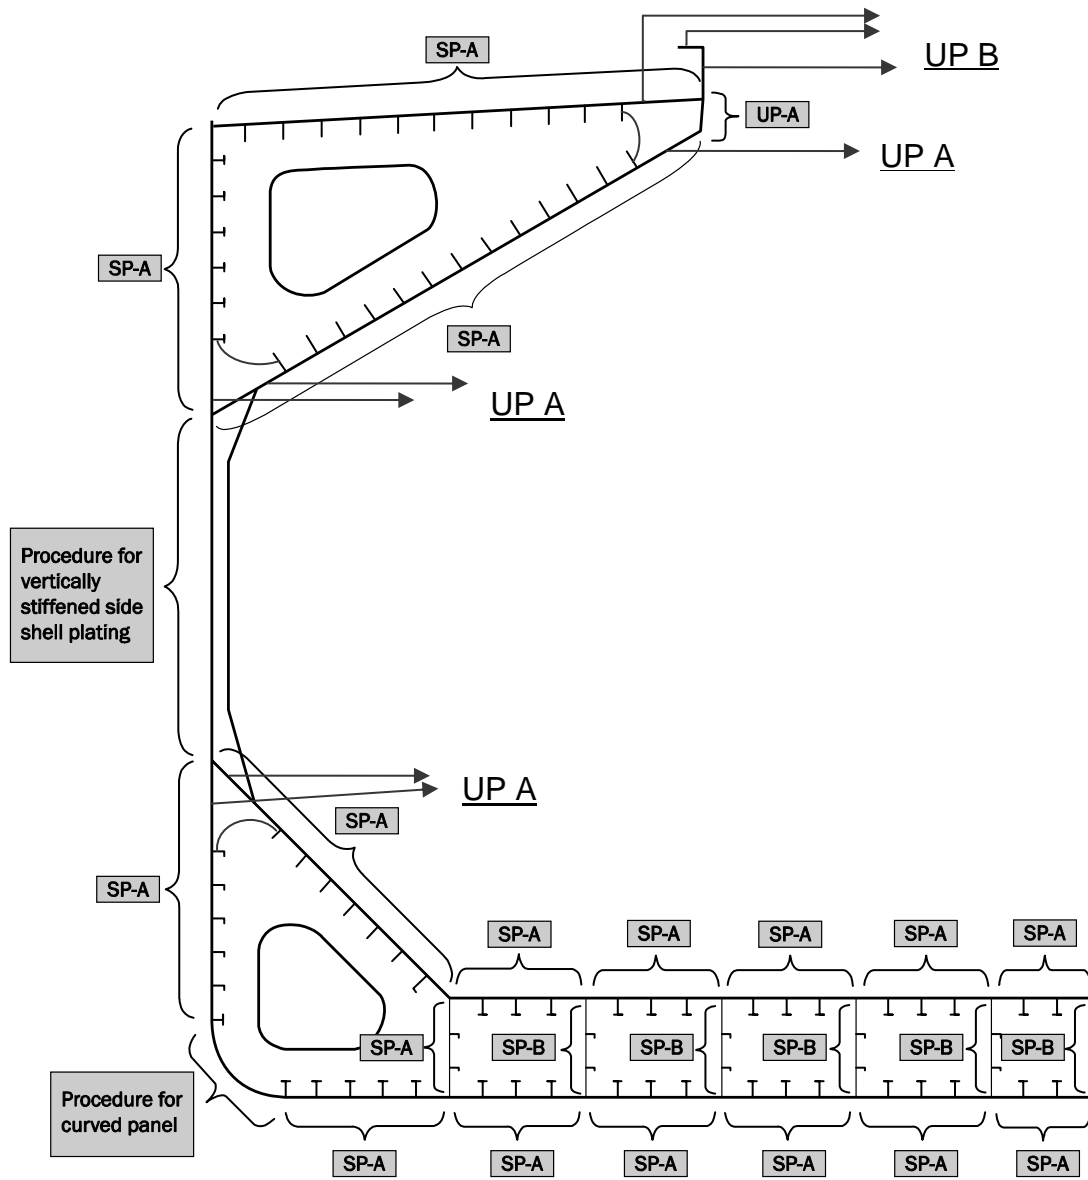 SP-A
UP B
UP-A
UP A
SP-A
SP-A
UP A
Procedure for
vertically
stiffened side
shell plating
UP A
SP-A
SP-A
SP-A
SP-A
SP-A
SP-A
SP-A
SP-A
SP-B
SP-B
SP-B
SP-B
SP-B
Procedure for
curved panel
SP-A
SP-A
SP-A
SP-A
SP-A
SP-A